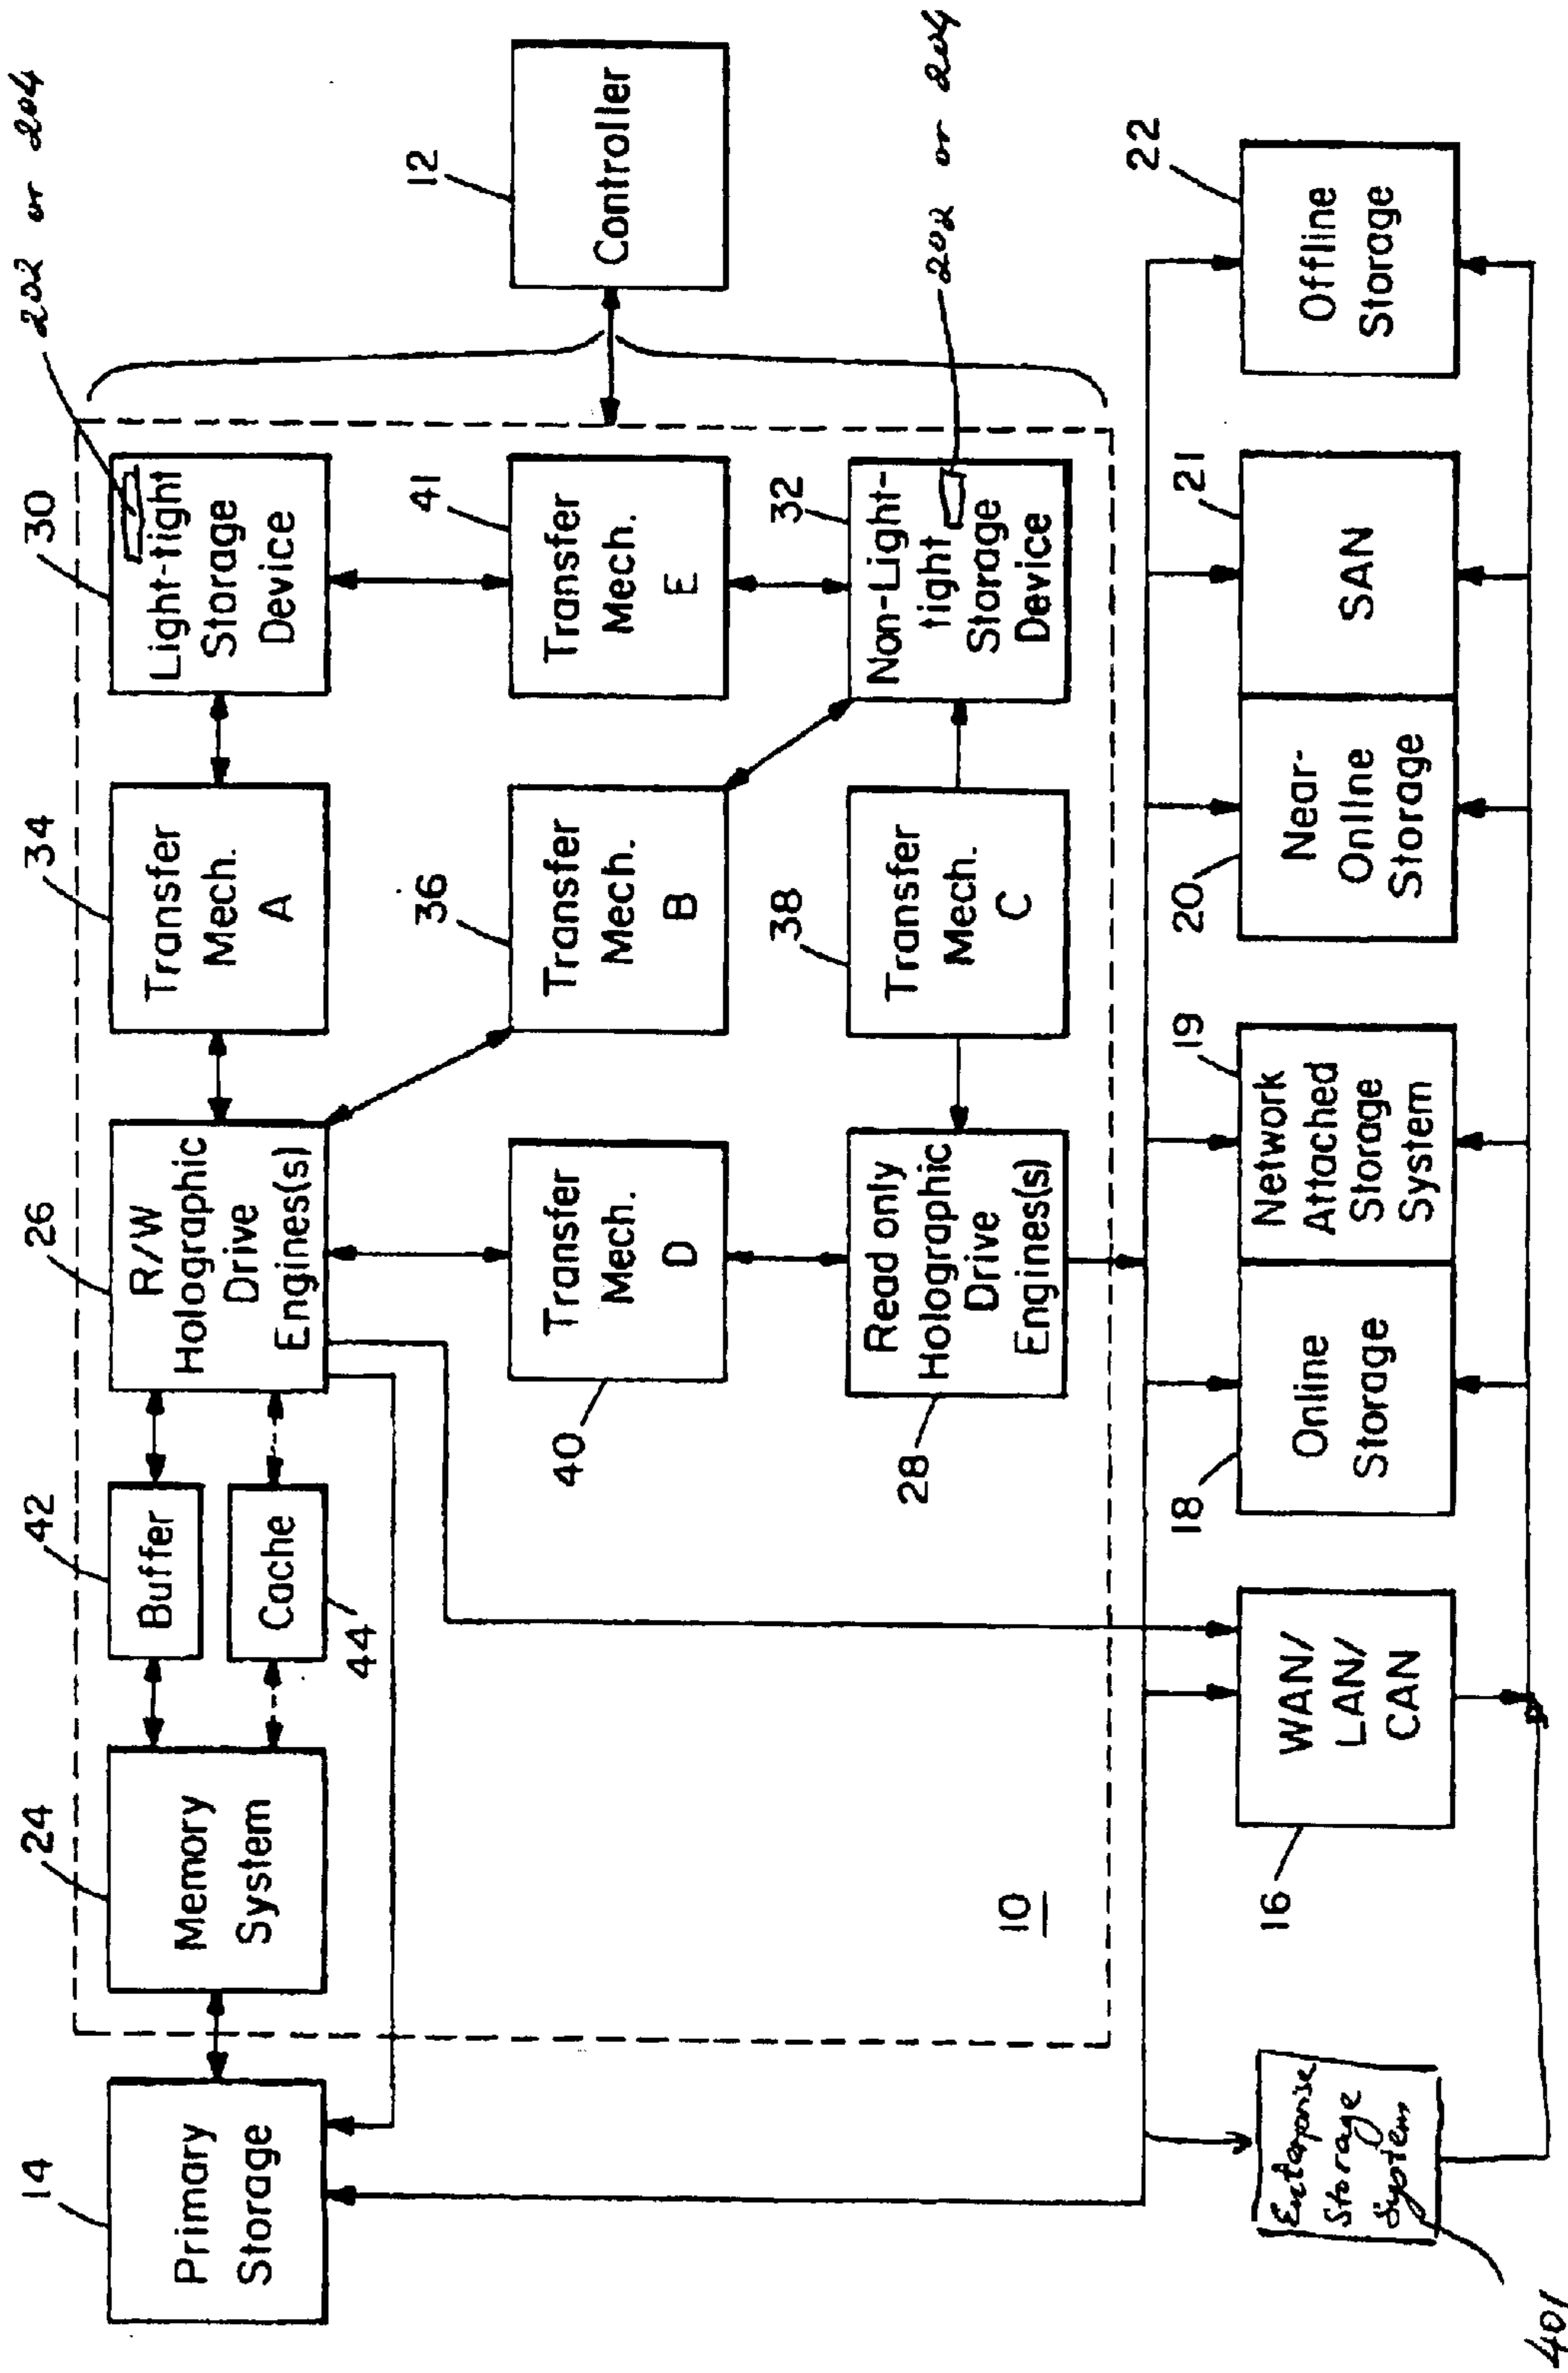 14
Primary
Storage
24
Memory
System
42
Buffer
Cache
44
26
R/W
Holographic
Drive
Engines(s)
34
Transfer
Mech.
A
30
Light-tight
Storage
Device
202 or 204
12
Controller
40
Transfer
Mech.
D
36
Transfer
Mech.
B
41
Transfer
Mech.
E
28
Read only
Holographic
Drive
Engine(s)
38
Transfer
Mech.
C
32
Non-Light-
tight
Storage
Device
202 or 204
10
401
Enterprise
Storage
System
16
WAN/
LAN/
CAN
18
Online
Storage
19
Network
Attached
Storage
System
20
Near-
Online
Storage
21
SAN
22
Offline
Storage